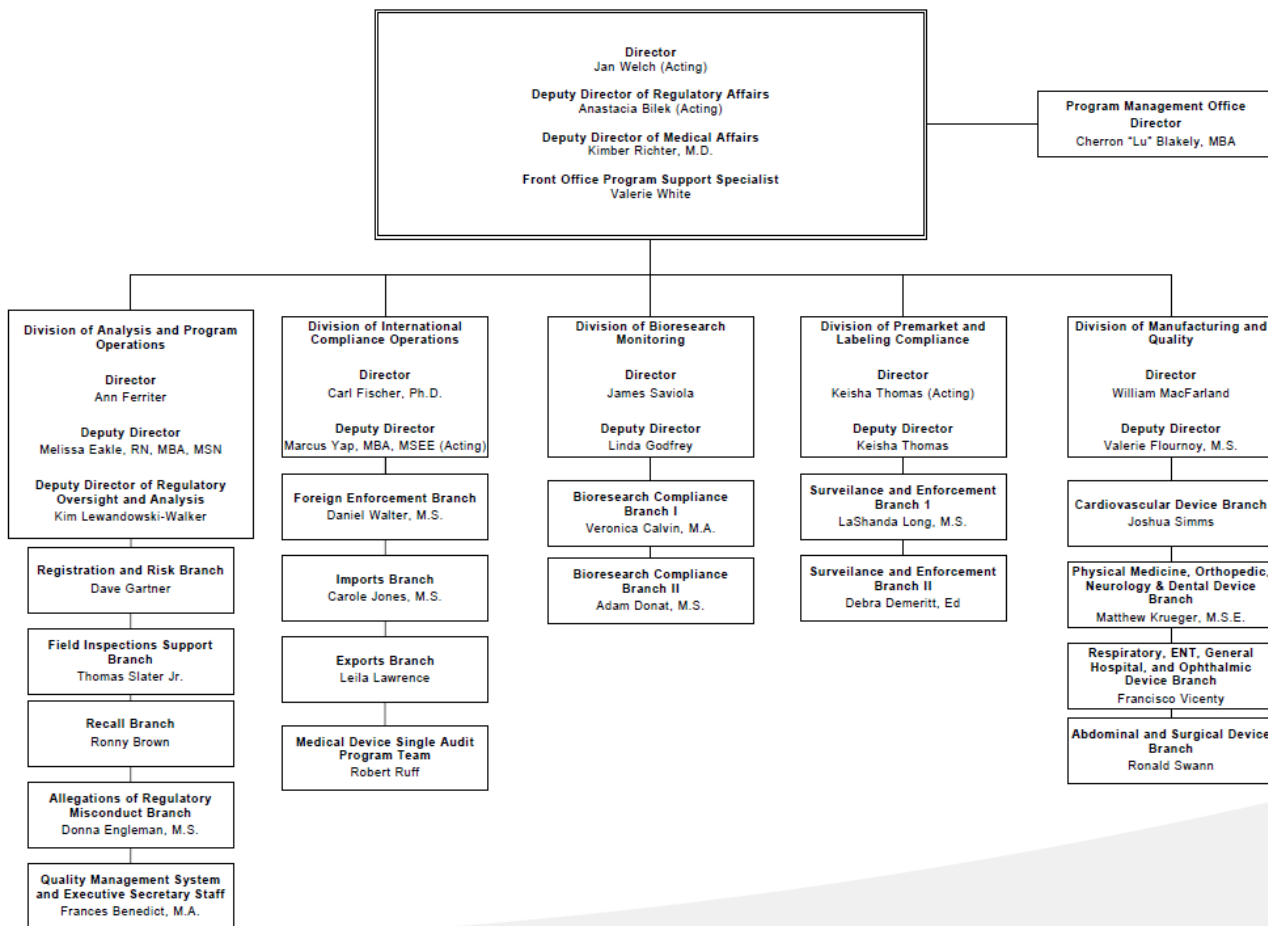 Director
Jan Welch (Acting)
Deputy Director of Regulatory Affairs
Anastacia Bilek (Acting)
Deputy Director of Medical Affairs
Kimber Richter, M.D.
Front Office Program Support Specialist
Valerie White
Program Management Office
Director
Cherron "Lu" Blakely, MBA
Division of Analysis and Program
Operations
Director
Ann Ferriter
Deputy Director
Melissa Eakle, RN, MBA, MSN
Deputy Director of Regulatory
Oversight and Analysis
Kim Lewandowski-Walker
Registration and Risk Branch
Dave Gartner
Field Inspections Support
Branch
Thomas Slater Jr.
Recall Branch
Ronny Brown
Allegations of Regulatory
Misconduct Branch
Donna Engleman, M.S.
Quality Management System
and Executive Secretary Staff
Frances Benedict, M.A.
Division of International
Compliance Operations
Director
Carl Fischer, Ph.D.
Deputy Director
Marcus Yap, MBA, MSEE (Acting)
Foreign Enforcement Branch
Daniel Walter, M.S.
Imports Branch
Carole Jones, M.S.
Exports Branch
Leila Lawrence
Medical Device Single Audit
Program Team
Robert Ruff
Division of Bioresearch
Monitoring
Director
James Saviola
Deputy Director
Linda Godfrey
Bioresearch Compliance
Branch I
Veronica Calvin, M.A.
Bioresearch Compliance
Branch II
Adam Donat, M.S.
Division of Premarket and
Labeling Compliance
Director
Keisha Thomas (Acting)
Deputy Director
Keisha Thomas
Surveilance and Enforcement
Branch 1
LaShanda Long, M.S.
Surveilance and Enforcement
Branch II
Debra Demeritt, Ed
Division of Manufacturing and
Quality
Director
William MacFarland
Deputy Director
Valerie Flournoy, M.S.
Cardiovascular Device Branch
Joshua Simms
Physical Medicine, Orthopedic,
Neurology & Dental Device
Branch
Matthew Krueger, M.S.E.
Respiratory, ENT, General
Hospital, and Ophthalmic
Device Branch
Francisco Vicenty
Abdominal and Surgical Device
Branch
Ronald Swann